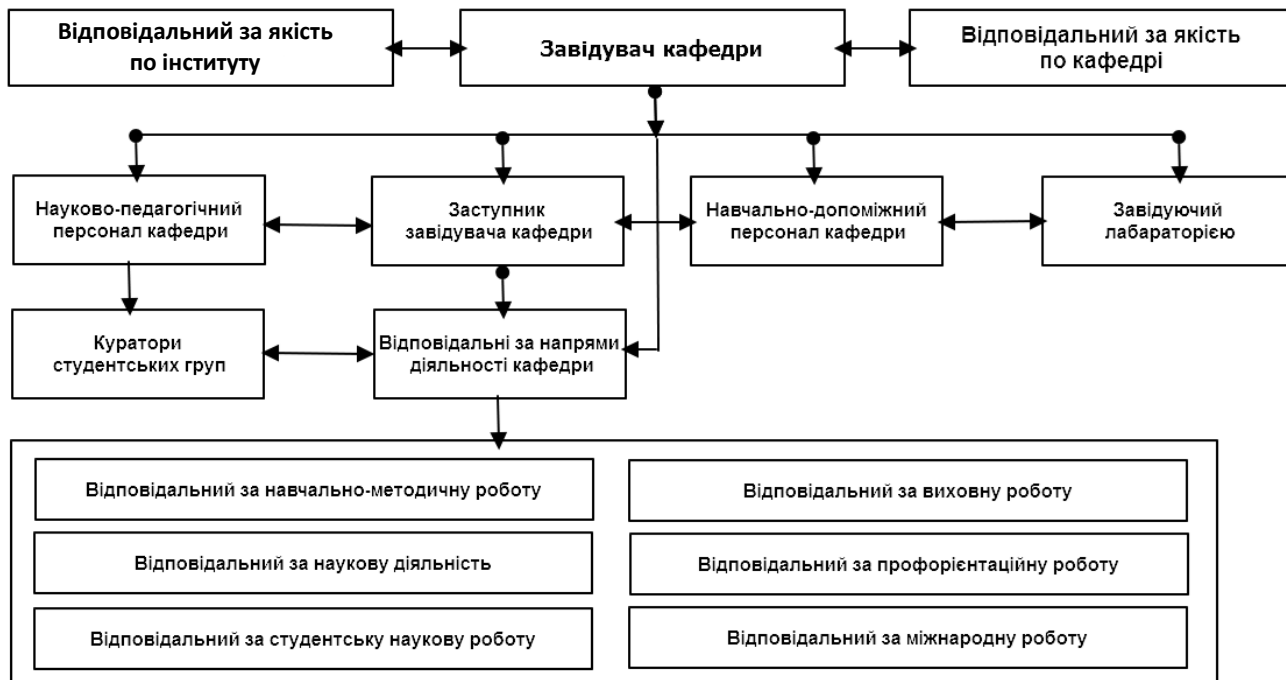 Відповідальний за якість
по інституту
Завідувач кафедри
Відповідальний за якість
по кафедрі
Науково-педагогічний
персонал кафедри
Заступник
завідувача кафедри
Навчально-допоміжний
персонал кафедри
Завідуючий
лабараторією
Куратори
студентських груп
Відповідальні за напрями
діяльності кафедри
Відповідальний за навчально-методичну роботу
Відповідальний за виховну роботу
Відповідальний за наукову діяльність
Відповідальний за профорієнтаційну роботу
Відповідальний за студентську наукову роботу
Відповідальний за міжнародну роботу